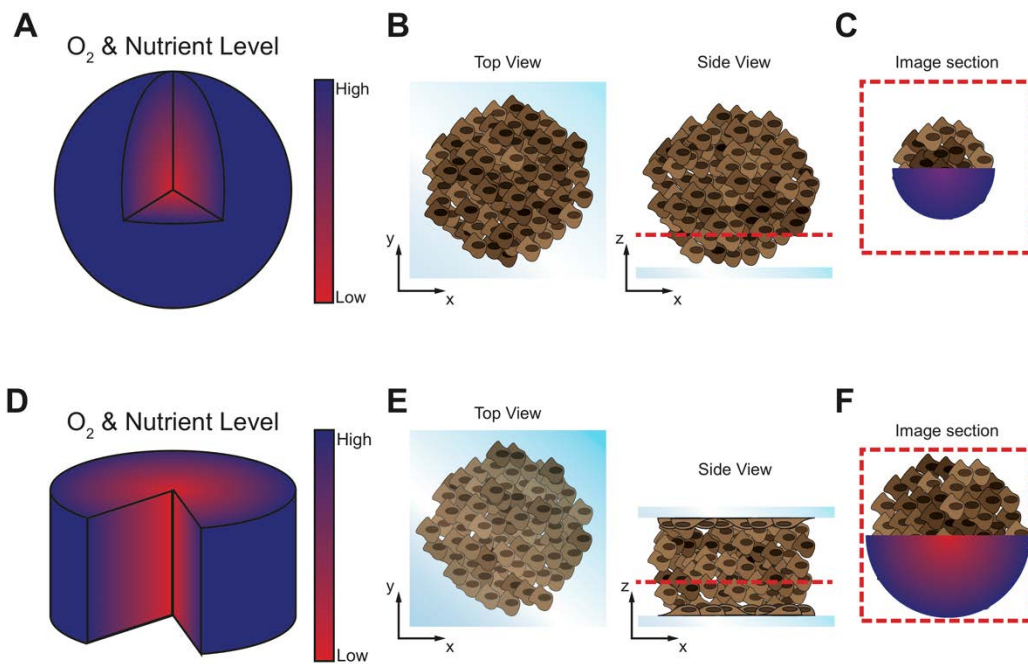 A
O₂ & Nutrient Level
High
Low
B
Top View
y
x
Side View
z
x
C
Image section
D
O₂ & Nutrient Level
High
Low
E
Top View
y
x
Side View
z
x
F
Image section